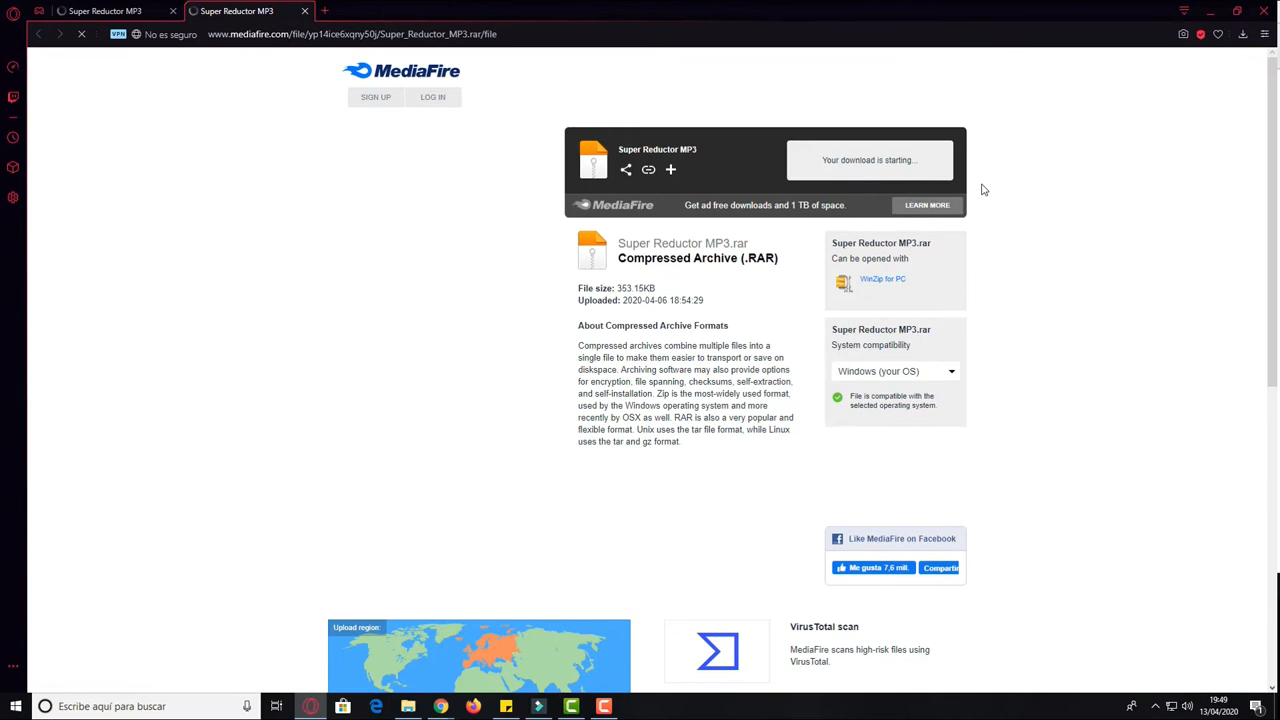 Super Reductor MP3
Super Reductor MP3
VPN
No es seguro
www.mediafire.com/file/yp14ice6xqny50j/Super_Reductor_MP3.rar/file
MediaFire
SIGN UP
LOG IN
Super Reductor MP3
Your download is starting...
MediaFire
Get ad free downloads and 1 TB of space.
LEARN MORE
Super Reductor MP3.rar
Compressed Archive (.RAR)
File size: 353.15KB
Uploaded: 2020-04-06 18:54:29
About Compressed Archive Formats
Compressed archives combine multiple files into a
single file to make them easier to transport or save on
diskspace. Archiving software may also provide options
for encryption, file spanning, checksums, self-extraction,
and self-installation. Zip is the most-widely used format,
used by the Windows operating system and more
recently by OSX as well. RAR is also a very popular and
flexible format. Unix uses the tar file format, while Linux
uses the tar and gz format.
Super Reductor MP3.rar
Can be opened with
WinZip for PC
Super Reductor MP3.rar
System compatibility
Windows (your OS)
File is compatible with the
selected operating system.
Like MediaFire on Facebook
Me gusta 7,6 mill.
Compartir
Upload region:
VirusTotal scan
MediaFire scans high-risk files using
VirusTotal.
Escribe aquí para buscar
19:49
13/04/2020
1